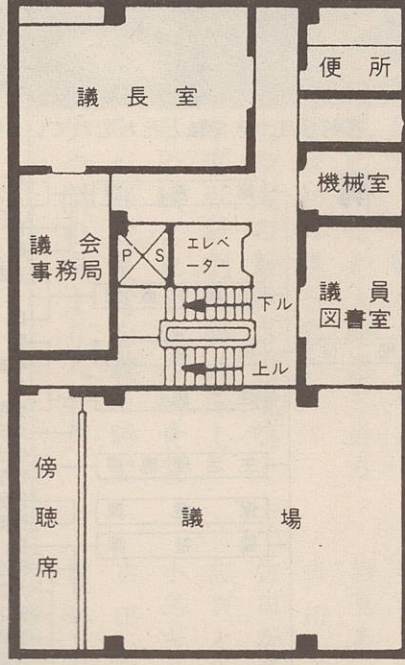 議長室
便所
機械室
議会
事務局
PS
エレベ
ーター
議員
図書室
下ル
上ル
傍聴席
議場